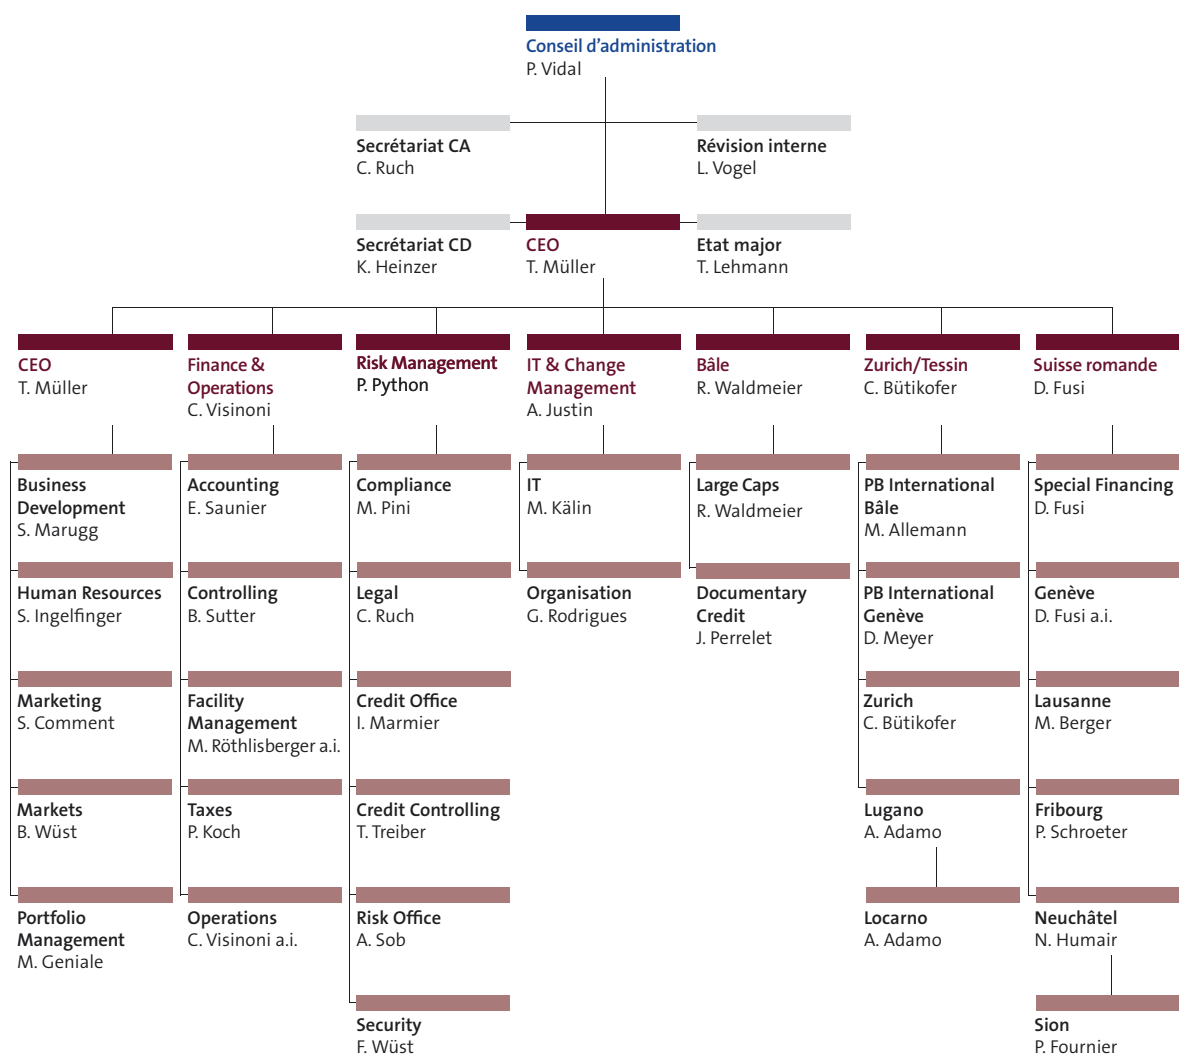 Conseil d'administration
P. Vidal
Secrétariat CA
C. Ruch
Révision interne
L. Vogel
Secrétariat CD
K. Heinzer
CEO
T. Müller
Etat major
T. Lehmann
CEO
T. Müller
Finance &
Operations
C. Visinoni
Risk Management
P. Python
IT & Change
Management
A. Justin
Bâle
R. Waldmeier
Zurich/Tessin
C. Bütikofer
Suisse romande
D. Fusi
Business
Development
S. Marugg
Human Resources
S. Ingelfinger
Marketing
S. Comment
Markets
B. Wüst
Portfolio
Management
M. Geniale
Accounting
E. Saunier
Controlling
B. Sutter
Facility
Management
M. Röthlisberger a.i.
Taxes
P. Koch
Operations
C. Visinoni a.i.
Compliance
M. Pini
Legal
C. Ruch
Credit Office
I. Marmier
Credit Controlling
T. Treiber
Risk Office
A. Sob
Security
F. Wüst
IT
M. Kälin
Organisation
G. Rodrigues
Large Caps
R. Waldmeier
Documentary
Credit
J. Perrelet
PB International
Bâle
M. Allemann
PB International
Genève
D. Meyer
Zurich
C. Bütikofer
Lugano
A. Adamo
Locarno
A. Adamo
Special Financing
D. Fusi
Genève
D. Fusi a.i.
Lausanne
M. Berger
Fribourg
P. Schroeter
Neuchâtel
N. Humair
Sion
P. Fournier